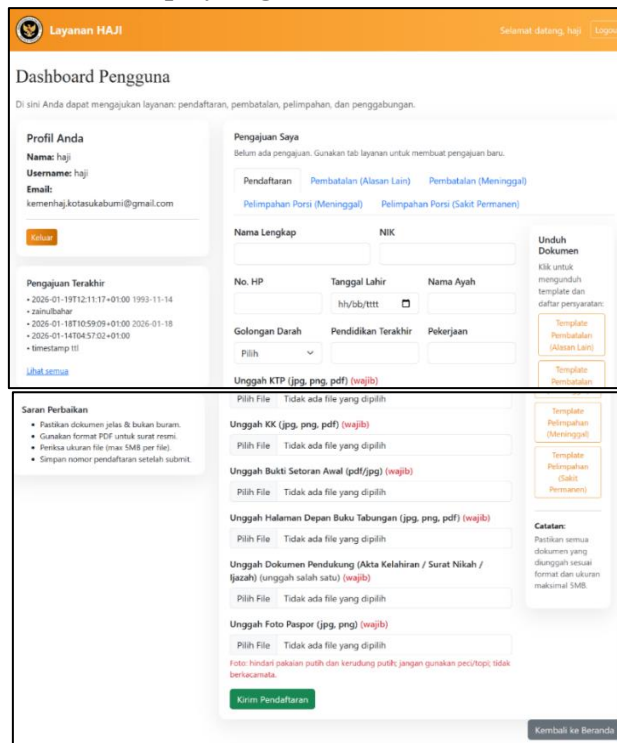 Layanan HAJI
Selamat datang, haji
Logou
Dashboard Pengguna
Di sini Anda dapat mengajukan layanan: pendaftaran, pembatalan, pelimpahan, dan penggabungan.
Profil Anda
Nama: haji
Username: haji
Email:
kemenhaj.kotasukabumi@gmail.com
Keluar
Pengajuan Terakhir
• 2026-01-19T12:11:17+01:00 1993-11-14
• zainulbahar
• 2026-01-18T10:59:09+01:00 2026-01-18
• 2026-01-14T04:57:02+01:00
• timestamp ttl
Lihat semua
Pengajuan Saya
Belum ada pengajuan. Gunakan tab layanan untuk membuat pengajuan baru.
Pendaftaran
Pembatalan (Alasan Lain)
Pembatalan (Meninggal)
Pelimpahan Porsi (Meninggal)
Pelimpahan Porsi (Sakit Permanen)
Nama Lengkap
NIK
No. HP
Tanggal Lahir
Nama Ayah
hh/bb/tttt
Golongan Darah
Pendidikan Terakhir
Pekerjaan
Pilih
Unggah KTP (jpg, png, pdf) (wajib)
Unduh
Dokumen
Klik untuk
mengunduh
template dan
daftar persyaratan:
Template
Pembatalan
(Alasan Lain)
Template
Pembatalan
Saran Perbaikan
• Pastikan dokumen jelas & bukan buram.
• Gunakan format PDF untuk surat resmi.
• Periksa ukuran file (max 5MB per file).
• Simpan nomor pendaftaran setelah submit.
Pilih File Tidak ada file yang dipilih
Unggah KK (jpg, png, pdf) (wajib)
Pilih File Tidak ada file yang dipilih
Unggah Bukti Setoran Awal (pdf/jpg) (wajib)
Pilih File Tidak ada file yang dipilih
Unggah Halaman Depan Buku Tabungan (jpg, png, pdf) (wajib)
Pilih File Tidak ada file yang dipilih
Unggah Dokumen Pendukung (Akta Kelahiran / Surat Nikah /
Ijazah) (unggah salah satu) (wajib)
Pilih File Tidak ada file yang dipilih
Unggah Foto Paspor (jpg, png) (wajib)
Pilih File Tidak ada file yang dipilih
Foto: hindari pakaian putih dan kerudung putih; jangan gunakan peci/topi; tidak
berkacamata.
Kirim Pendaftaran
Template
Pelimpahan
(Meninggal)
Template
Pelimpahan
(Sakit
Permanen)
Catatan:
Pastikan semua
dokumen yang
diunggah sesuai
format dan ukuran
maksimal 5MB.
Kembali ke Beranda